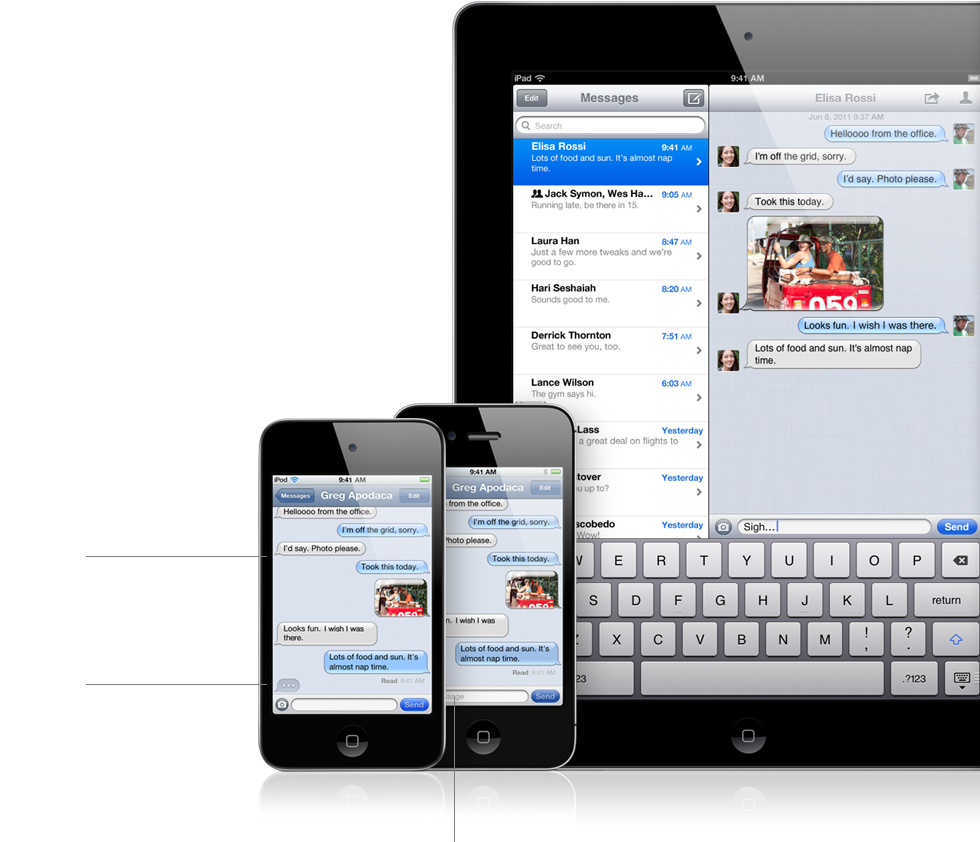 iPad
9:41 AM
Edit
Messages
Elisa Rossi
Search
Elisa Rossi 9:41 AM
Lots of food and sun. It's almost nap
time.
Jack Symon, Wes Ha... 9:05 AM
Running late, be there in 15.
Laura Han 8:47 AM
Just a few more tweaks and we're
good to go.
Hari Seshaiah 8:20 AM
Sounds good to me.
Derrick Thornton 7:51 AM
Great to see you, too.
Lance Wilson 6:03 AM
The gym says hi.
-Lass Yesterday
a great deal on flights to
tover Yesterday
u up to?
scobedo Yesterday
Wow!
Jun 6, 2011 9:37 AM
Helloooo from the office.
I'm off the grid, sorry.
I'd say. Photo please.
Took this today.
059
Looks fun. I wish I was there.
Lots of food and sun. It's almost nap
time.
Sigh...
Send
W E R T Y U I O P
S D F G H J K L return
Z X C V B N M ! , ? .
123 .?123
iPod
9:41 AM
Messages
Greg Apodaca
Edit
Helloooo from the office.
I'm off the grid, sorry.
I'd say. Photo please.
Took this today.
059
Looks fun. I wish I was
there.
Lots of food and sun. It's
almost nap time.
Read 9:41 AM
Send
9:41 AM
Greg Apodaca
Edit
e from the office.
I'm off the grid, sorry.
Photo please.
Took this today.
059
n. I wish I was
Lots of food and sun. It's
almost nap time.
Read 9:41 AM
sage
Send